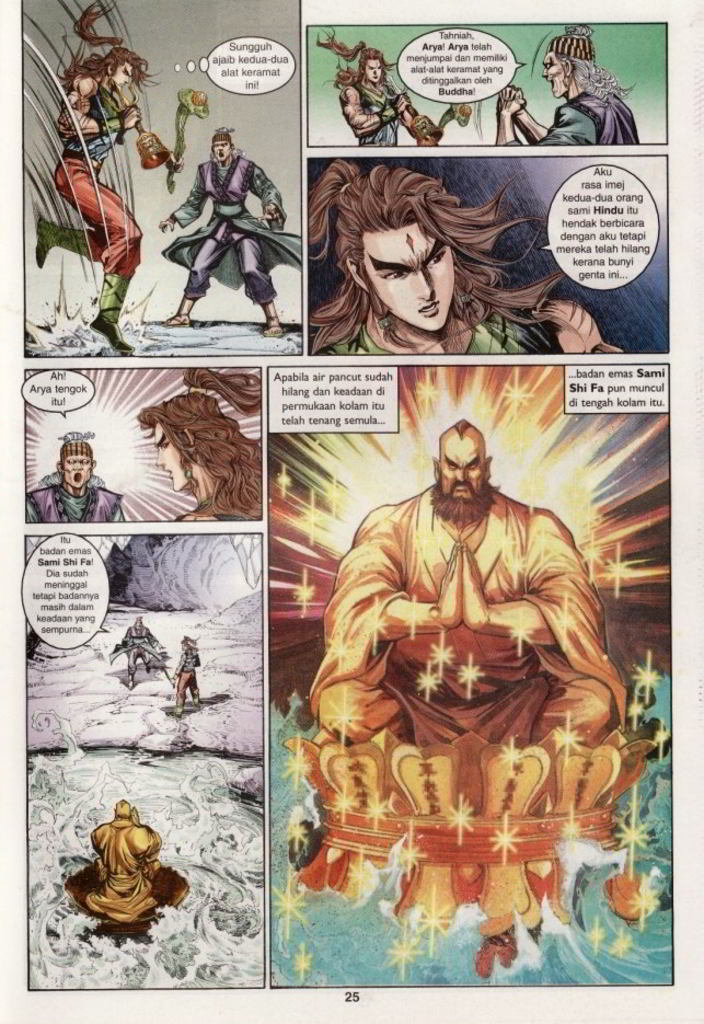 Sungguh
ajaib kedua-dua
alat keramat
ini!
Tahniah,
Arya! Arya telah
menjumpai dan memiliki
alat-alat keramat yang
ditinggalkan oleh
Buddha!
Aku
rasa imej
kedua-dua orang
sami Hindu itu
hendak berbicara
dengan aku tetapi
mereka telah hilang
kerana bunyi
genta ini...
Ah!
Arya tengok
itu!
Apabila air pancut sudah
hilang dan keadaan di
permukaan kolam itu
telah tenang semula...
...badan emas Sami
Shi Fa pun muncul
di tengah kolam itu.
Itu
badan emas
Sami Shi Fa!
Dia sudah
meninggal
tetapi badannya
masih dalam
keadaan yang
sempurna...
25